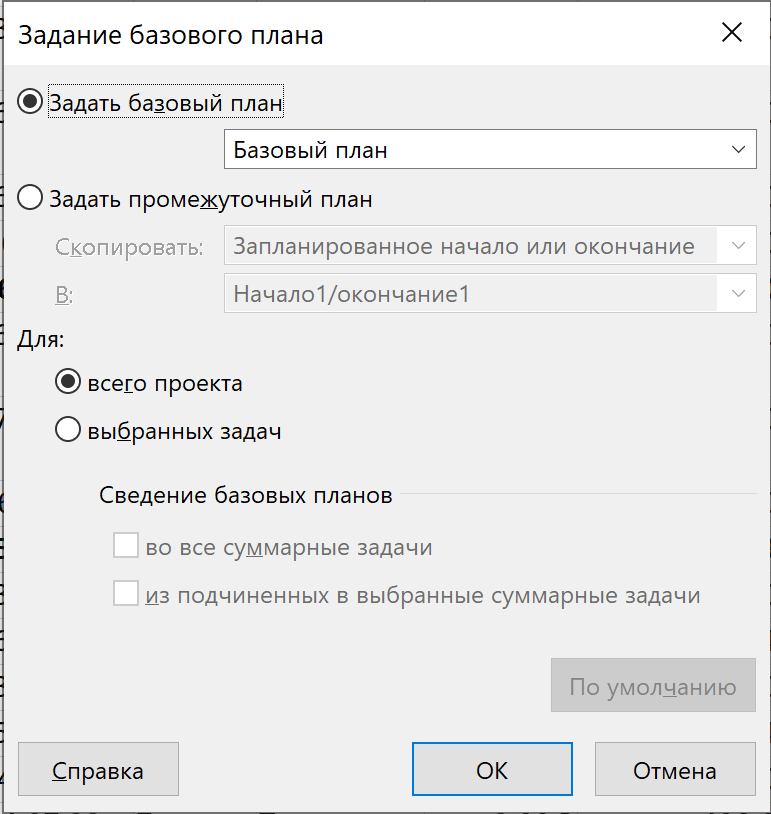 Задание базового плана
Задать базовый план
Базовый план
Задать промежуточный план
Скопировать: Запланированное начало или окончание
В: Начало1/окончание1
Для:
всего проекта
выбранных задач
Сведение базовых планов
во все суммарные задачи
из подчиненных в выбранные суммарные задачи
По умолчанию
Справка ОК Отмена